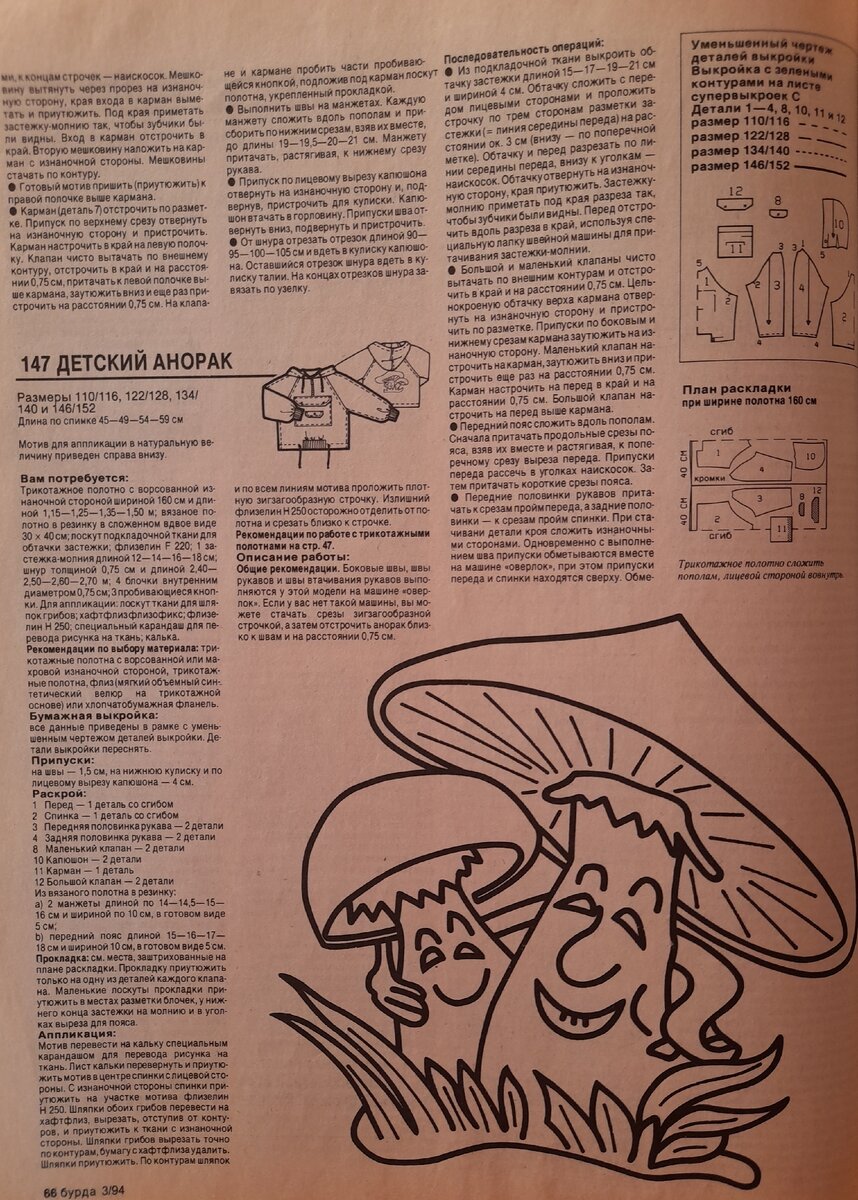 ми, к концам строчек — наискосок. Мешко-
вину вытянуть через прорез на изнаноч-
ную сторону, края входа в карман выме-
тать и приутюжить. Под края приметать
застежку-молнию так, чтобы зубчики бы-
ли видны. Вход в карман отстрочить в
край. Вторую мешковину наложить на кар-
ман с изнаночной стороны. Мешковины
стачать по контуру.
● Готовый мотив пришить (приутюжить) к
правой полочке выше кармана.
● Карман (деталь 7) отстрочить по размет-
ке. Припуск по верхнему срезу отвернуть
на изнаночную сторону и пристрочить.
Карман настрочить в край на левую полоч-
ку. Клапан чисто вытачать по внешнему
контуру, отстрочить в край и на расстоя-
нии 0,75 см, притачать к левой полочке вы-
ше кармана, заутюжить вниз и еще раз при-
строчить на расстоянии 0,75 см. На клапа-
не и кармане пробить части пробиваю-
щейся кнопкой, подложив под карман лоскут
полотна, укрепленный прокладкой.
● Выполнить швы на манжетах. Каждую
манжету сложить вдоль пополам и при-
сборить по нижним срезам, взяв их вместе,
до длины 19—19,5—20—21 см. Манжету
притачать, растягивая, к нижнему срезу
рукава.
● Припуск по лицевому вырезу капюшона
отвернуть на изнаночную сторону и, под-
вернув, пристрочить для кулиски. Капю-
шон втачать в горловину. Припуски шва от-
вернуть вниз, подвернуть и пристрочить.
● От шнура отрезать отрезок длиной 90—
95—100—105 см и вдеть в кулиску капюшо-
на. Оставшийся отрезок шнура вдеть в ку-
лиску талии. На концах отрезков шнура за-
вязать по узелку.
147 ДЕТСКИЙ АНОРАК
Размеры 110/116, 122/128, 134/
140 и 146/152
Длина по спинке 45—49—54—59 см
Мотив для аппликации в натуральную ве-
личину приведен справа внизу.
Вам потребуется:
Трикотажное полотно с ворсованной из-
наночной стороной шириной 160 см и дли-
ной 1,15—1,25—1,35—1,50 м; вязаное по-
лотно в резинку в сложенном вдвое виде
30 × 40 см; лоскут подкладочной ткани для
обтачки застежки; флизелин F 220; 1 за-
стежка-молния длиной 12—14—16—18 см;
шнур толщиной 0,75 см и длиной 2,40—
2,50—2,60—2,70 м; 4 блочки внутренним
диаметром 0,75 см; 3 пробивающиеся кноп-
ки. Для аппликации: лоскут ткани для шля-
пок грибов; хафтфлиз/флизофикс; флизе-
лин H 250; специальный карандаш для пе-
ревода рисунка на ткань; калька.
Рекомендации по выбору материала: три-
котажные полотна с ворсованной или ма-
хровой изнаночной стороной, трикотаж-
ные полотна, флиз (мягкий объемный син-
тетический велюр на трикотажной
основе) или хлопчатобумажная фланель.
Бумажная выкройка:
все данные приведены в рамке с умень-
шенным чертежом деталей выкройки. Де-
тали выкройки переснять.
Припуски:
на швы — 1,5 см, на нижнюю кулиску и по
лицевому вырезу капюшона — 4 см.
Раскрой:
1 Перед — 1 деталь со сгибом
2 Спинка — 1 деталь со сгибом
3 Передняя половинка рукава — 2 детали
4 Задняя половинка рукава — 2 детали
8 Маленький клапан — 2 детали
10 Капюшон — 2 детали
11 Карман — 1 деталь
12 Большой клапан — 2 детали
Из вязаного полотна в резинку:
a) 2 манжеты длиной по 14—14,5—15—
16 см и шириной по 10 см, в готовом виде
5 см;
b) передний пояс длиной 15—16—17—
18 см и шириной 10 см, в готовом виде 5 см.
Прокладка: см. места, заштрихованные на
плане раскладки. Прокладку приутюжить
только на одну из деталей каждого клапа-
на. Маленькие лоскуты прокладки при-
утюжить в местах разметки блочек, у ниж-
него конца застежки на молнию и в угол-
ках выреза для пояса.
Аппликация:
Мотив перевести на кальку специальным
карандашом для перевода рисунка на
ткань. Лист кальки перевернуть и приутю-
жить мотив в центре спинки с лицевой сто-
роны. С изнаночной стороны спинки при-
утюжить на участке мотива флизелин
H 250. Шляпки обоих грибов перевести на
хафтфлиз, вырезать, отступив от конту-
ров, и приутюжить к ткани с изнаночной
стороны. Шляпки грибов вырезать точно
по контурам, бумагу с хафтфлиза удалить.
Шляпки приутюжить. По контурам шляпок
и по всем линиям мотива проложить плот-
ную зигзагообразную строчку. Излишний
флизелин H 250 осторожно отделить от по-
лотна и срезать близко к строчке.
Рекомендации по работе с трикотажными
полотнами на стр. 47.
Описание работы:
Общие рекомендации. Боковые швы, швы
рукавов и швы втачивания рукавов выпо-
лняются у этой модели на машине «овер-
лок». Если у вас нет такой машины, вы мо-
жете стачать срезы зигзагообразной
строчкой, а затем отстрочить анорак близ-
ко к швам и на расстоянии 0,75 см.
Последовательность операций:
● Из подкладочной ткани выкроить об-
тачку застежки длиной 15—17—19—21 см
и шириной 4 см. Обтачку сложить с пере-
дом лицевыми сторонами и проложить
строчку по трем сторонам разметки за-
стежки (= линия середины переда) на рас-
стоянии ок. 3 см (внизу — по поперечной
метке). Обтачку и перед разрезать по ли-
нии середины переда, внизу к уголкам —
наискосок. Обтачку отвернуть на изнаноч-
ную сторону, края приутюжить. Застежку-
молнию приметать под края разреза так,
чтобы зубчики были видны. Перед отстро-
чить вдоль разреза в край, используя спе-
циальную лапку швейной машины для при-
тачивания застежки-молнии.
● Большой и маленький клапаны чисто
вытачать по внешним контурам и отстро-
чить в край и на расстоянии 0,75 см. Цель-
нокроеную обтачку верха кармана отвер-
нуть на изнаночную сторону и пристро-
чить по разметке. Припуски по боковым и
нижнему срезам кармана заутюжить на из-
наночную сторону. Маленький клапан на-
строчить на карман, заутюжить вниз и при-
строчить еще раз на расстоянии 0,75 см.
Карман настрочить на перед в край и на
расстоянии 0,75 см. Большой клапан на-
строчить на перед выше кармана.
● Передний пояс сложить вдоль пополам.
Сначала притачать продольные срезы по-
яса, взяв их вместе и растягивая, к попе-
речному срезу выреза переда. Припуски
переда рассечь в уголках наискосок. За-
тем притачать короткие срезы пояса.
● Передние половинки рукавов прита-
чать к срезам пройм переда, а задние поло-
винки — к срезам пройм спинки. При ста-
чивании детали кроя сложить изнаночны-
ми сторонами. Одновременно с выполне-
нием шва припуски обметываются вместе
на машине «оверлок», при этом припуски
переда и спинки находятся сверху. Обме-
Уменьшенный чертеж
деталей выкройки
Выкройка с зелеными
контурами на листе
супервыкроек С
Детали 1—4, 8, 10, 11 и 12
размер 110/116
размер 122/128
размер 134/140
размер 146/152
12
8
10
11
5
1
2
3
4
3
3
1
4
4
5
2
План раскладки
при ширине полотна 160 см
сгиб
40 СМ
1
4
10
кромки
40 СМ
3
8
12
2
11
сгиб
Трикотажное полотно сложить
пополам, лицевой стороной вовнутрь.
66 бурда 3/94